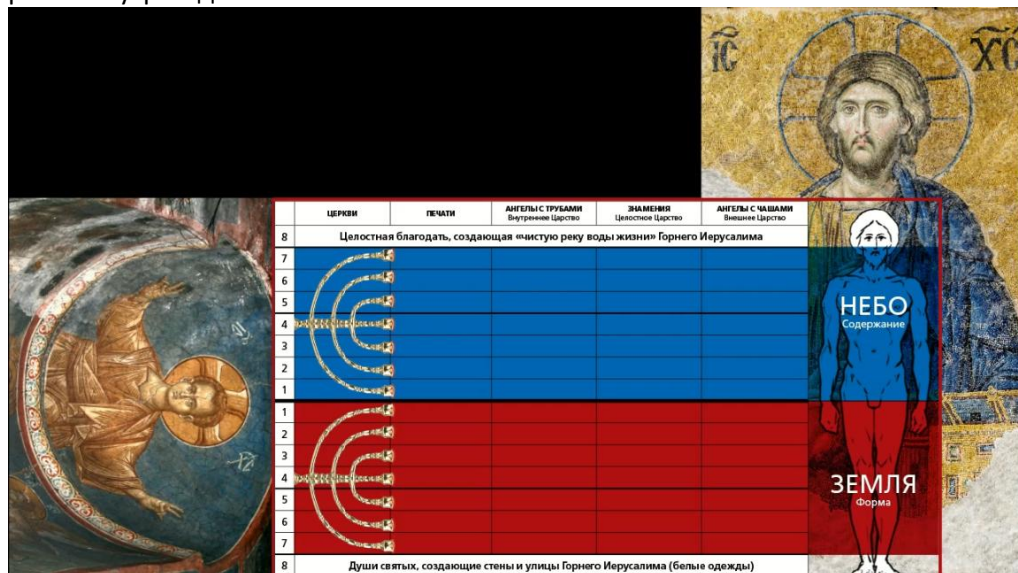 IC XC
ЦЕРКВИ ПЕЧАТИ АНГЕЛЫ С ТРУБАМИ ЗНАМЕНИЯ АНГЕЛЫ С ЧАШАМИ
Внутреннее Царство Целостное Царство Внешнее Царство
8 Целостная благодать, создающая «чистую реку воды жизни» Горнего Иерусалима
7
6
5
НЕБО
Содержание
4
3
2
1
1
2
3
4
ЗЕМЛЯ
Форма
5
6
7
8 Души святых, создающие стены и улицы Горнего Иерусалима (белые одежды)